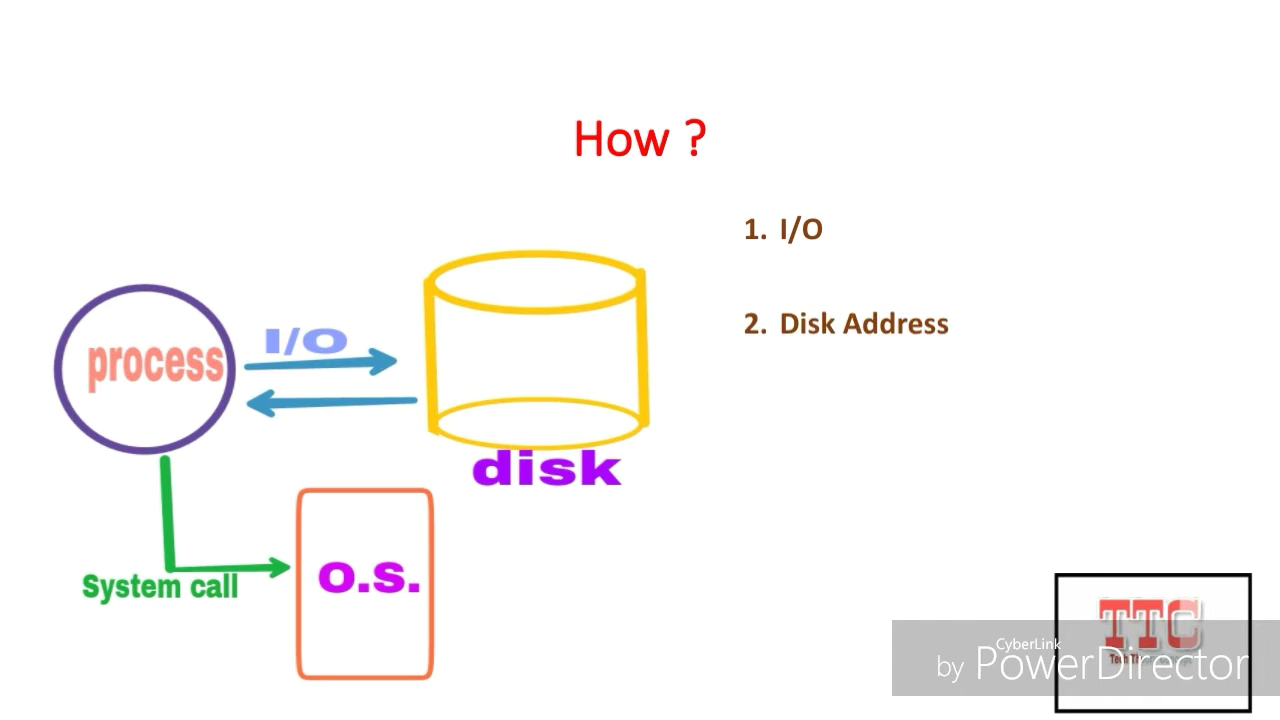 How ?
1. I/O
2. Disk Address
I/O
process
disk
O.S.
System call
TTC
CyberLink
by PowerDirector